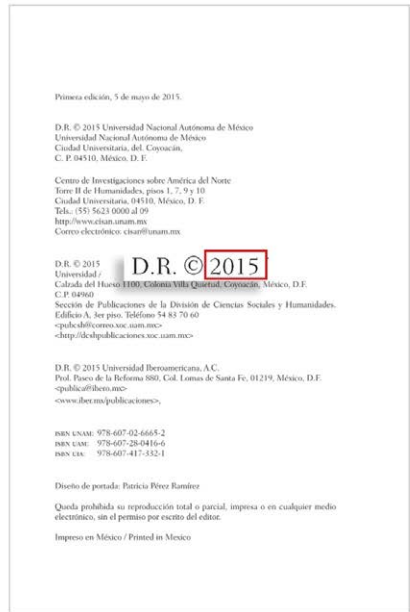 Primera edición, 5 de mayo de 2015.
D.R. © 2015 Universidad Nacional Autónoma de México
Universidad Nacional Autónoma de México
Ciudad Universitaria, del. Coyoacán,
C. P. 04510, México, D. F.
Centro de Investigaciones sobre América del Norte
Torre II de Humanidades, pisos 1, 7, 9 y 10
Ciudad Universitaria, 04510, México, D. F.
Tels.: (55) 5623 0000 al 09
http://www.cisan.unam.mx
Correo electrónico: cisan@unam.mx
D.R. © 2015
D.R. © 2015
Universidad
Calzada del Hueso 1100, Colonia Villa Quietud, Coyoacán, México, D.F.
C.P. 04960
Sección de Publicaciones de la División de Ciencias Sociales y Humanidades.
Edificio A, 3er piso. Teléfono 54 83 70 60
<pubcsh@correo.xoc.uam.mx>
<http://dcshpublicaciones.xoc.uam.mx>
D.R. © 2015 Universidad Iberoamericana, A.C.
Prol. Paseo de la Reforma 880, Col. Lomas de Santa Fe, 01219, México, D.F.
<publica@ibero.mx>
<www.iber.mx/publicaciones>,
ISBN UNAM: 978-607-02-6665-2
ISBN UAM: 978-607-28-0416-6
ISBN UIA: 978-607-417-332-1
Diseño de portada: Patricia Pérez Ramírez
Queda prohibida su reproducción total o parcial, impresa o en cualquier medio
electrónico, sin el permiso por escrito del editor.
Impreso en México / Printed in Mexico